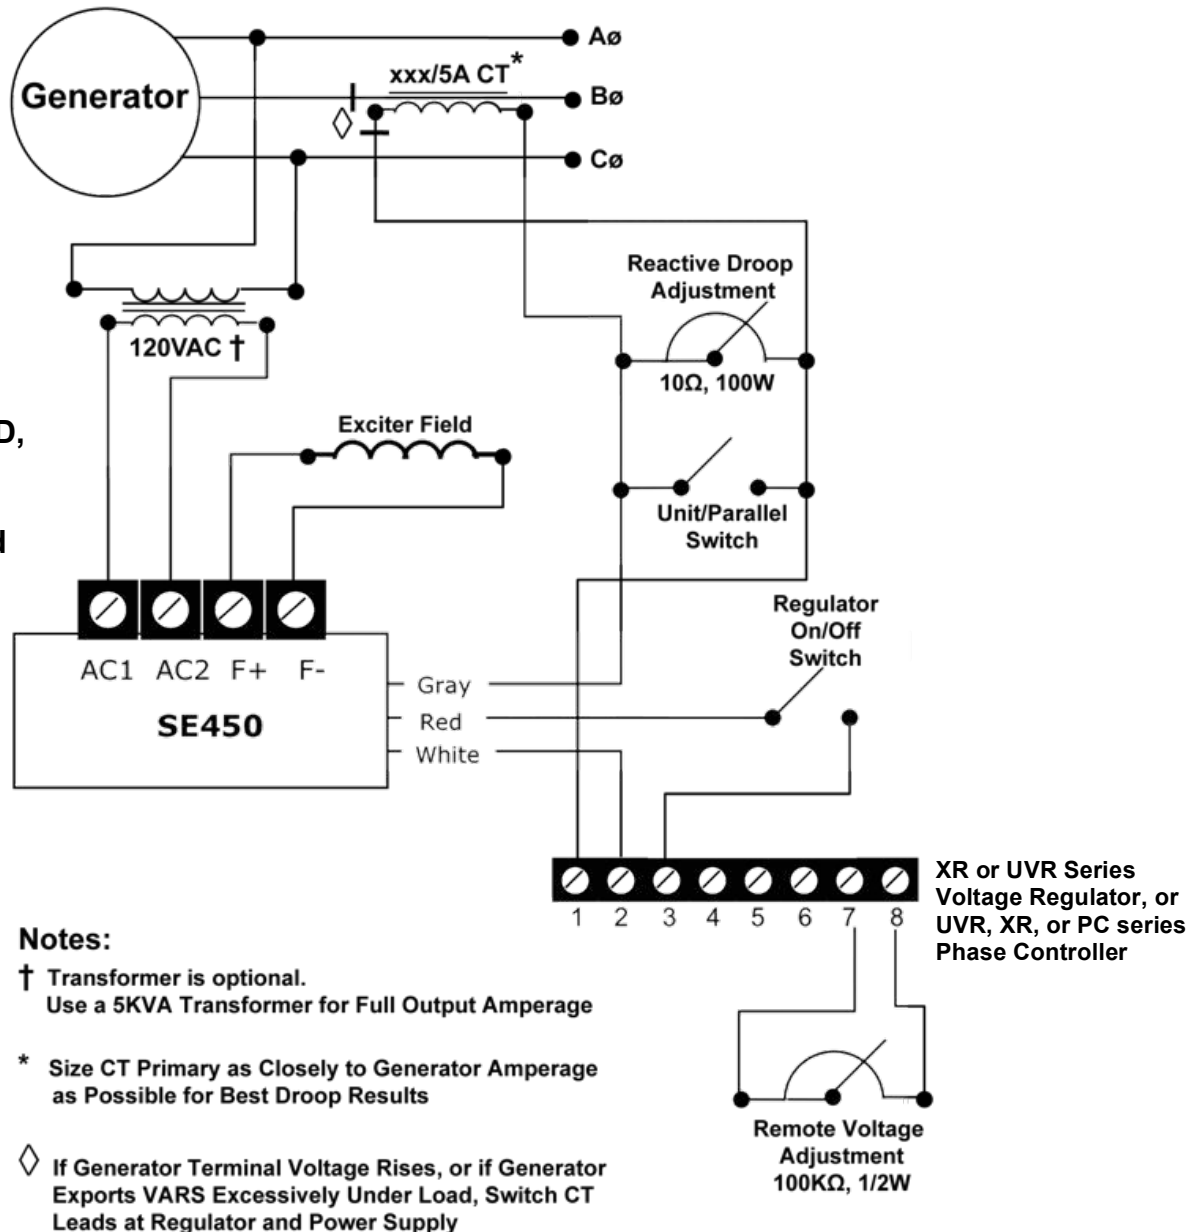 Generator
Aø
xxx/5A CT*
Bø
◊
Cø
Reactive Droop
Adjustment
10Ω, 100W
120VAC †
Exciter Field
D,
Unit/Parallel
Switch
Regulator
On/Off
Switch
AC1 AC2 F+ F-
SE450
Gray
Red
White
1 2 3 4 5 6 7 8
XR or UVR Series
Voltage Regulator, or
UVR, XR, or PC series
Phase Controller
Notes:
† Transformer is optional.
Use a 5KVA Transformer for Full Output Amperage
* Size CT Primary as Closely to Generator Amperage
as Possible for Best Droop Results
◊ If Generator Terminal Voltage Rises, or if Generator
Exports VARS Excessively Under Load, Switch CT
Leads at Regulator and Power Supply
Remote Voltage
Adjustment
100KΩ, 1/2W